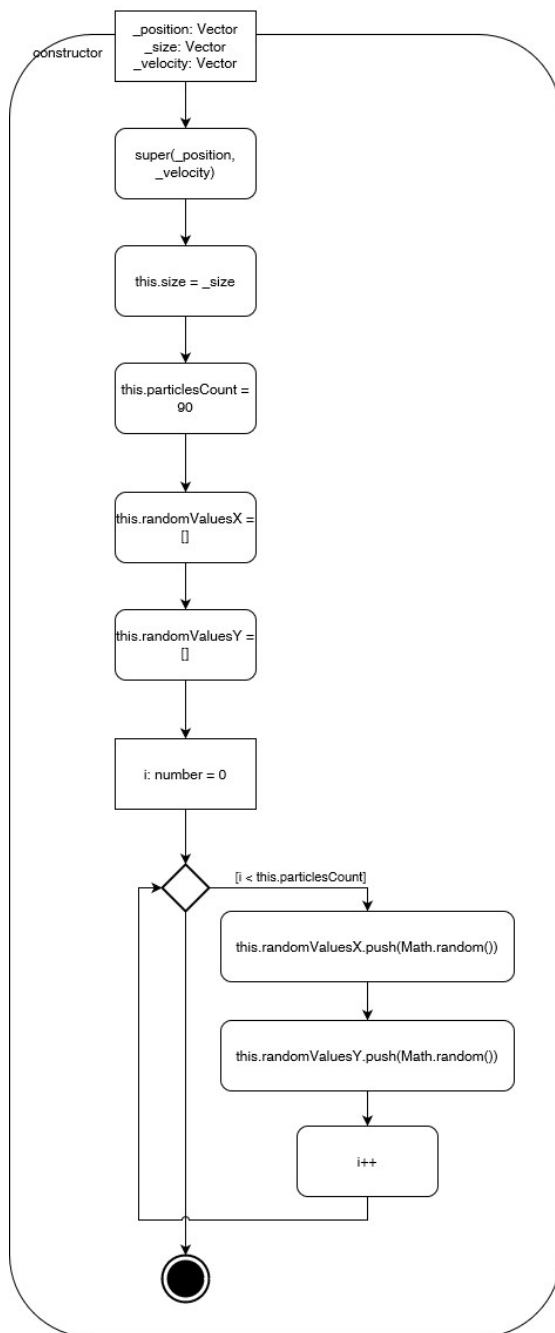 constructor
_position: Vector
_size: Vector
_velocity: Vector
super(_position,
_velocity)
this.size = _size
this.particlesCount =
90
this.randomValuesX =
[]
this.randomValuesY =
[]
i: number = 0
[i < this.particlesCount]
this.randomValuesX.push(Math.random())
this.randomValuesY.push(Math.random())
i++